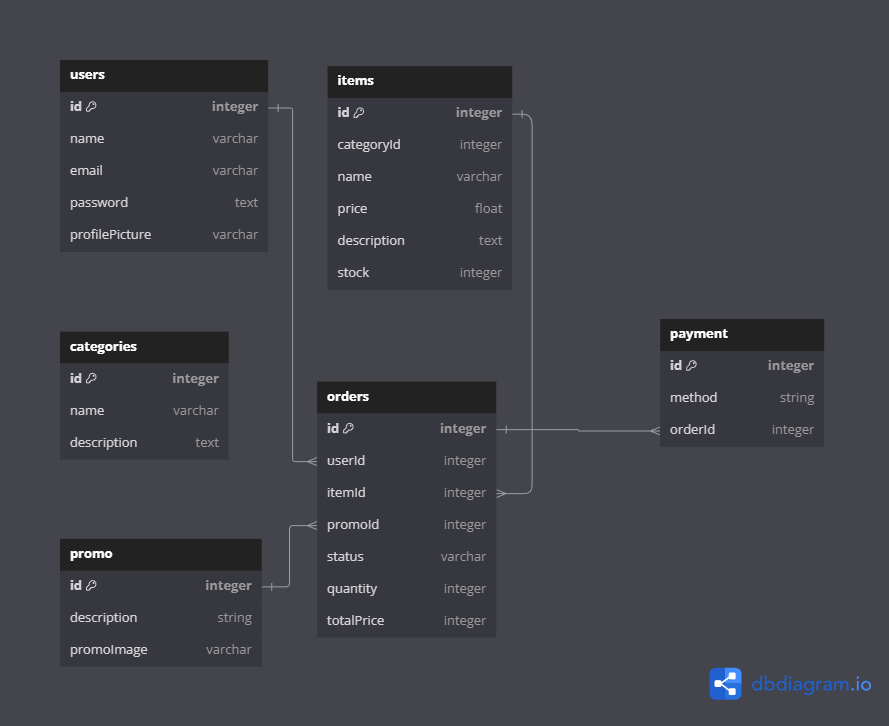 users
id integer
name varchar
email varchar
password text
profilePicture varchar
items
id integer
categoryId integer
name varchar
price float
description text
stock integer
categories
id integer
name varchar
description text
orders
id integer
userId integer
itemId integer
promoId integer
status varchar
quantity integer
totalPrice integer
payment
id integer
method string
orderId integer
promo
id integer
description string
promoImage varchar
dbdiagram.io